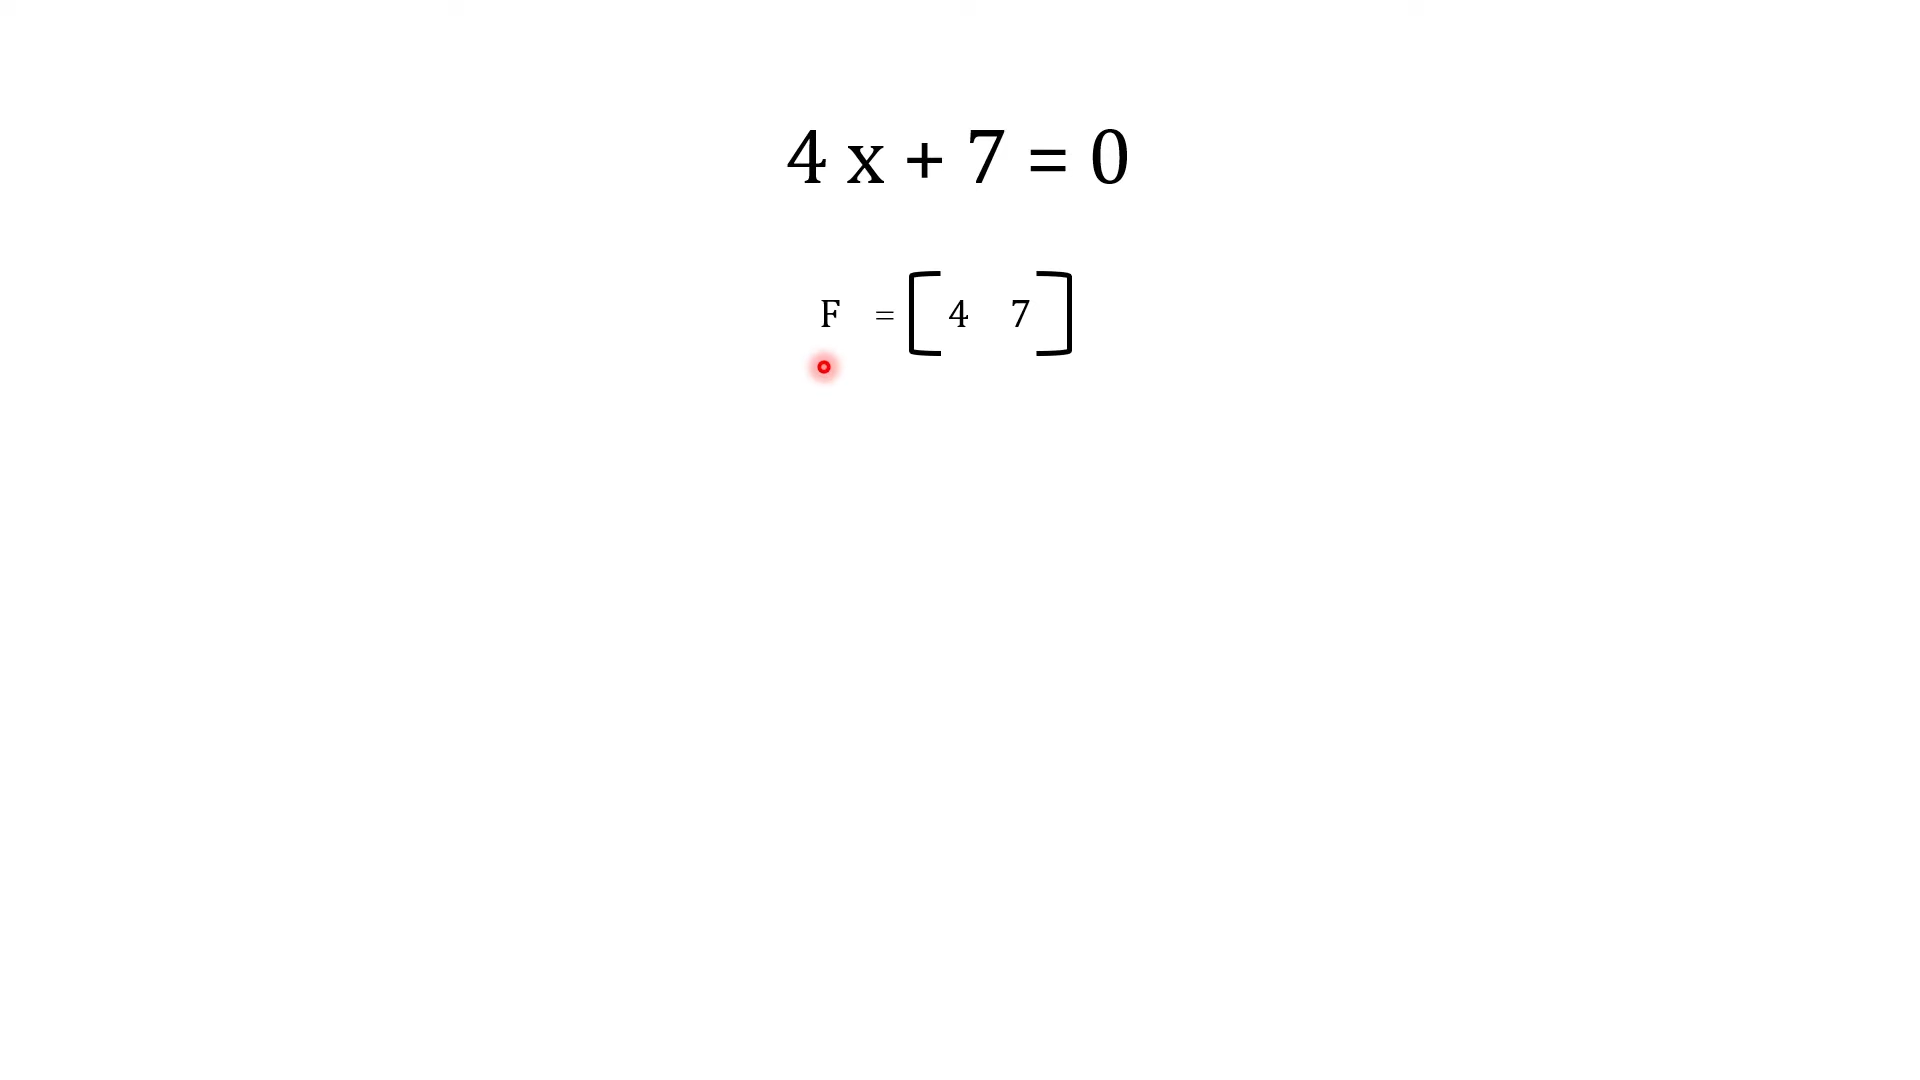 4 x + 7 = 0
F = [ 4 7 ]